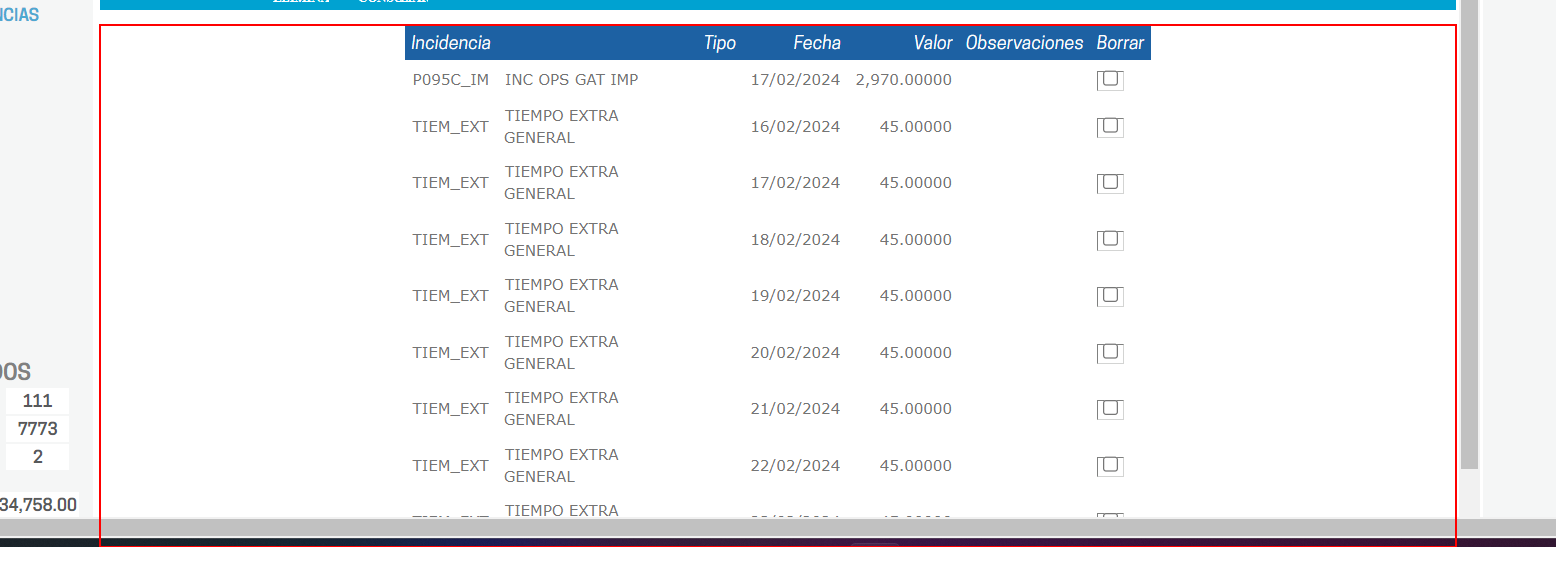 NCIAS
Incidencia Tipo Fecha Valor Observaciones Borrar
P095C_IM INC OPS GAT IMP 17/02/2024 2,970.00000
TIEM_EXT TIEMPO EXTRA GENERAL 16/02/2024 45.00000
TIEM_EXT TIEMPO EXTRA GENERAL 17/02/2024 45.00000
TIEM_EXT TIEMPO EXTRA GENERAL 18/02/2024 45.00000
TIEM_EXT TIEMPO EXTRA GENERAL 19/02/2024 45.00000
TIEM_EXT TIEMPO EXTRA GENERAL 20/02/2024 45.00000
TIEM_EXT TIEMPO EXTRA GENERAL 21/02/2024 45.00000
TIEM_EXT TIEMPO EXTRA GENERAL 22/02/2024 45.00000
TIEMPO EXTRA
DOS
111
7773
2
34,758.00